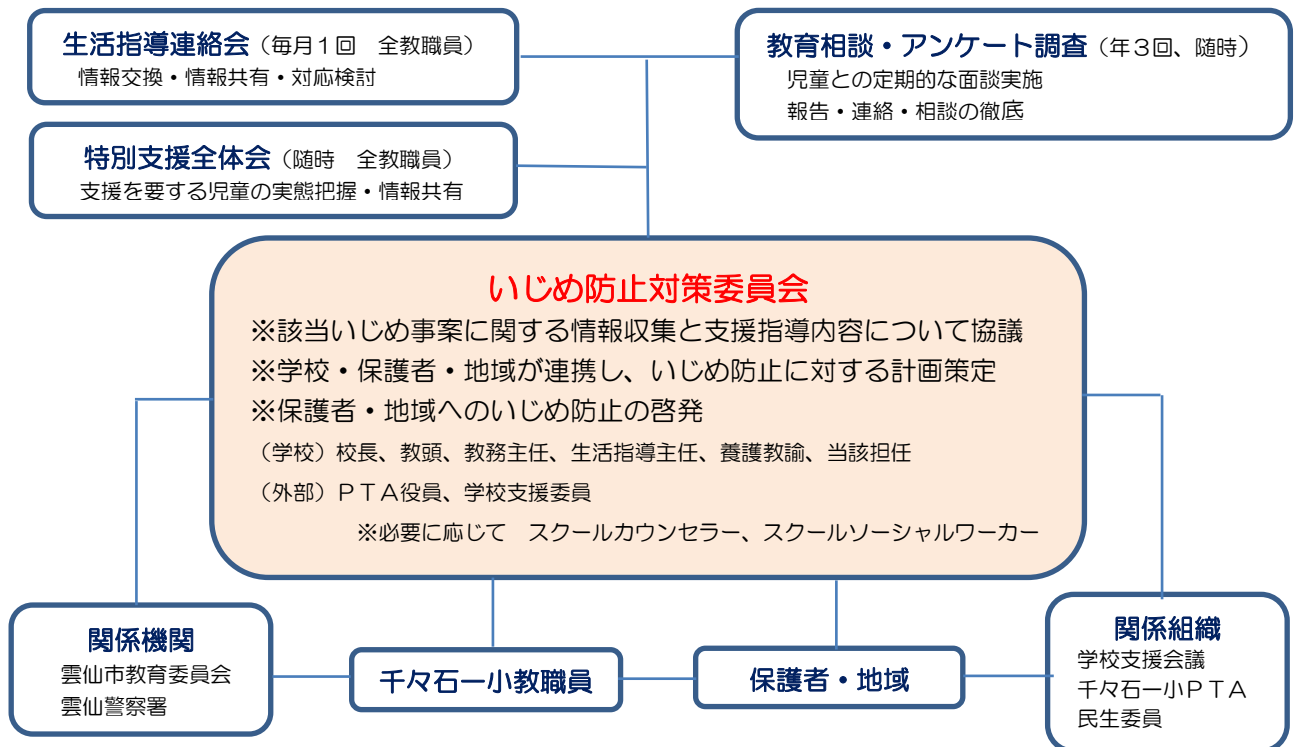 生活指導連絡会（毎月１回　全教職員）
情報交換・情報共有・対応検討
教育相談・アンケート調査（年３回、随時）
児童との定期的な面談実施
報告・連絡・相談の徹底
特別支援全体会（随時　全教職員）
支援を要する児童の実態把握・情報共有
いじめ防止対策委員会
※該当いじめ事案に関する情報収集と支援指導内容について協議
※学校・保護者・地域が連携し、いじめ防止に対する計画策定
※保護者・地域へのいじめ防止の啓発
（学校）校長、教頭、教務主任、生活指導主任、養護教諭、当該担任
（外部）ＰＴＡ役員、学校支援委員
※必要に応じて　スクールカウンセラー、スクールソーシャルワーカー
関係機関
雲仙市教育委員会
雲仙警察署
千々石一小教職員
保護者・地域
関係組織
学校支援会議
千々石一小ＰＴＡ
民生委員